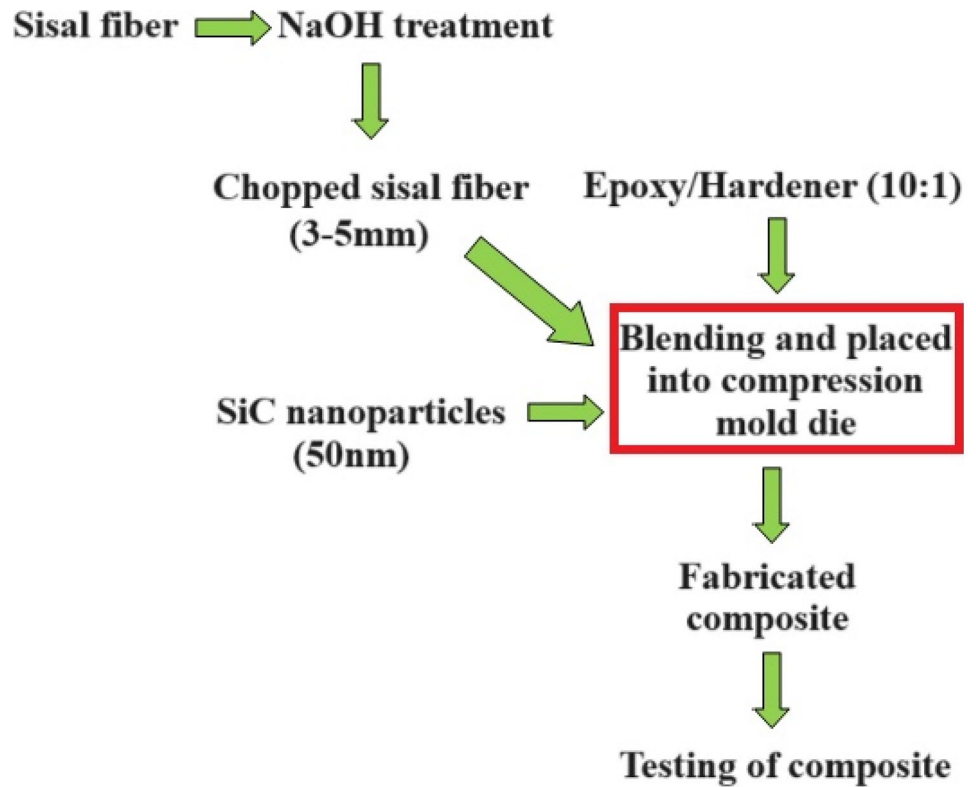 Sisal fiber
NaOH treatment
Chopped sisal fiber
(3-5mm)
Epoxy/Hardener (10:1)
SiC nanoparticles
(50nm)
Blending and placed
into compression
mold die
Fabricated
composite
Testing of composite